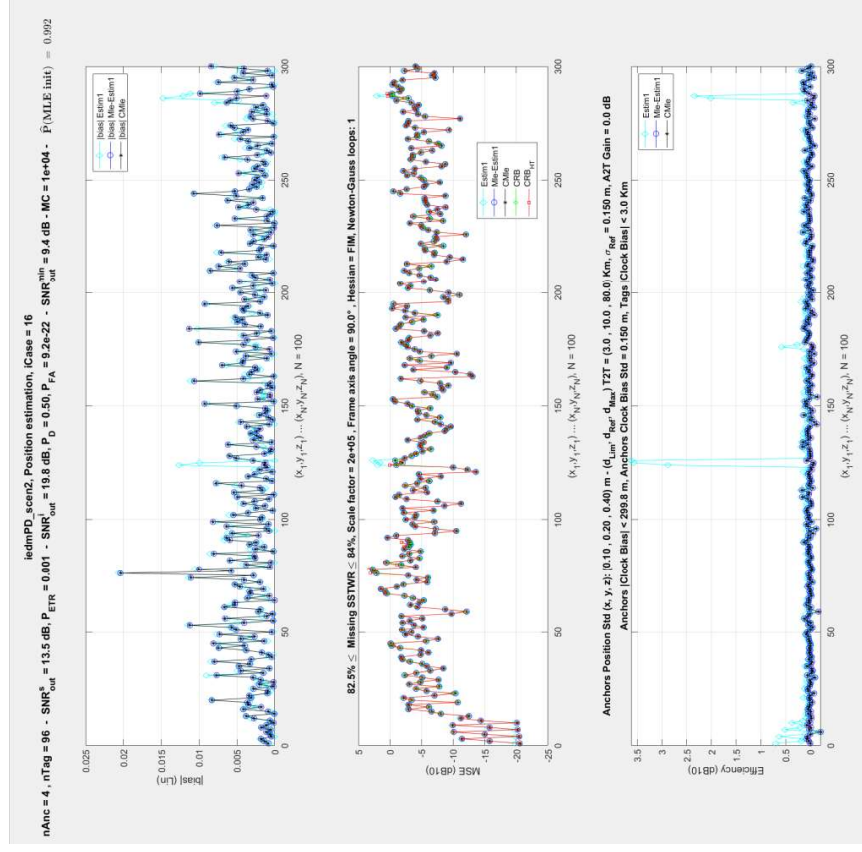 iedmPD_scen2, Position estimation, iCase = 16
nAnc = 4 , nTag = 96 - SNR^s_out = 13.5 dB, P_ETR = 0.001 - SNR^i_out = 19.8 dB, P_D = 0.50, P_FA = 9.2e-22 - SNR^min_out = 9.4 dB - MC = 1e+04 - P̂(MLE init) = 0.992
|bias| (Lin)
0.025
0.02
0.015
0.01
0.005
0
0 50 100 150 200 250 300
(x_1,y_1,z_1) ... (x_N,y_N,z_N), N = 100
|bias| Estim1
|bias| Mle-Estim1
|bias| CMle
82.5% ≤ Missing SSTWR ≤ 84%, Scale factor = 2e+05 , Frame axis angle = 90.0° , Hessian = FIM, Newton-Gauss loops: 1
MSE (dB10)
5
0
-5
-10
-15
-20
-25
0 50 100 150 200 250 300
(x_1,y_1,z_1) ... (x_N,y_N,z_N), N = 100
Estim1
Mle-Estim1
CMle
CRB
CRB_HT
Anchors Position Std (x, y, z): [0.10 , 0.20 , 0.40) m - (d_Lim, d_Ref, d_Max) T2T = (3.0 , 10.0 , 80.0) Km, σ_Ref = 0.150 m, A2T Gain = 0.0 dB
Anchors |Clock Bias| < 299.8 m, Anchors Clock Bias Std = 0.150 m, Tags |Clock Bias| < 3.0 Km
Efficiency (dB10)
3.5
3
2.5
2
1.5
1
0.5
0
0 50 100 150 200 250 300
(x_1,y_1,z_1) ... (x_N,y_N,z_N), N = 100
Estim1
Mle-Estim1
CMle